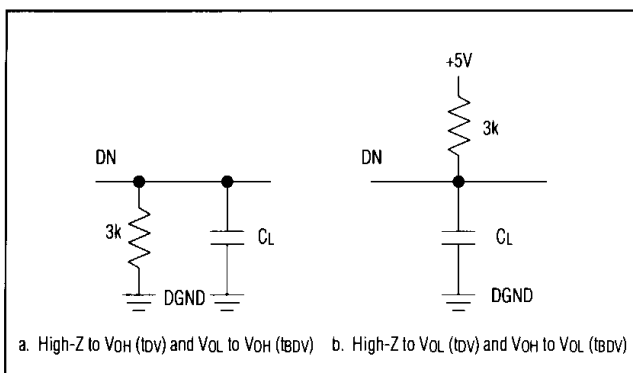 +5V
3k
DN
DN
3k
CL
CL
DGND
DGND
a. High-Z to VOH (tDV) and VOL to VOH (tBDV)
b. High-Z to VOL (tDV) and VOH to VOL (tBDV)